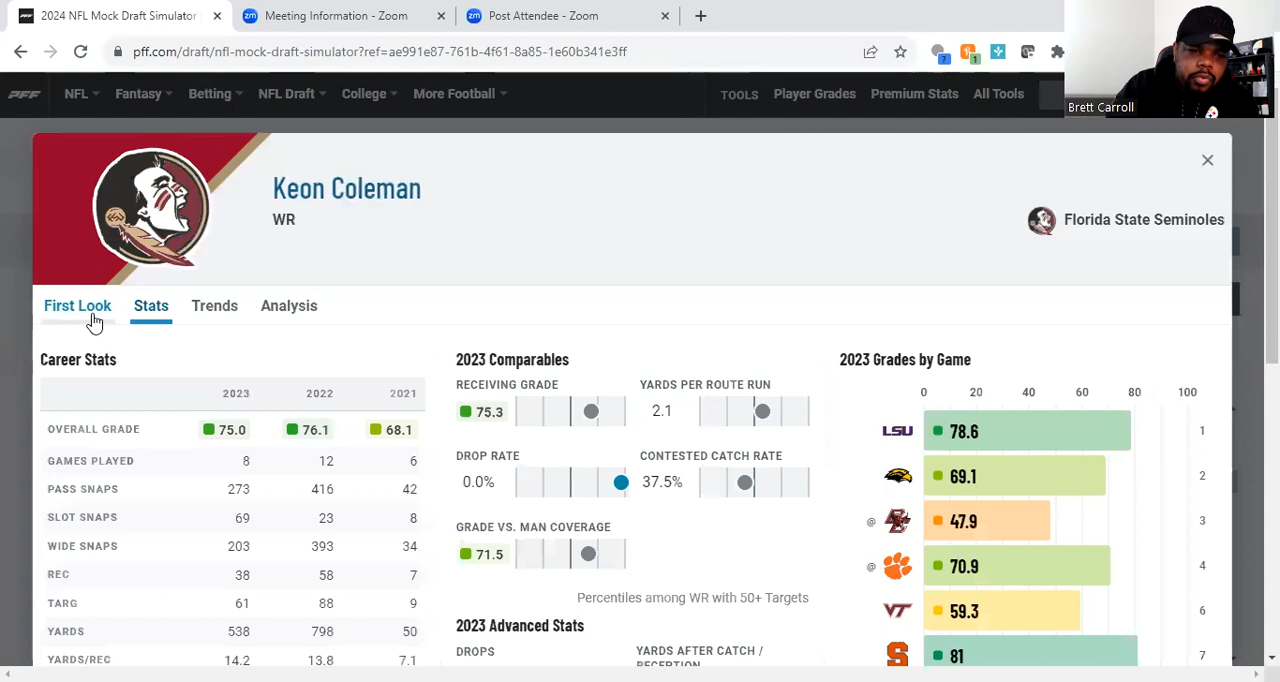 2024 NFL Mock Draft Simulator
Meeting Information - Zoom
Post Attendee - Zoom
pff.com/draft/nfl-mock-draft-simulator?ref=ae991e87-761b-4f61-8a85-1e60b341e3ff
PFF NFL Fantasy Betting NFL Draft College More Football TOOLS Player Grades Premium Stats All Tools
Brett Carroll
Keon Coleman
WR
Florida State Seminoles
First Look Stats Trends Analysis
Career Stats
2023 2022 2021
OVERALL GRADE 75.0 76.1 68.1
GAMES PLAYED 8 12 6
PASS SNAPS 273 416 42
SLOT SNAPS 69 23 8
WIDE SNAPS 203 393 34
REC 38 58 7
TARG 61 88 9
YARDS 538 798 50
YARDS/REC 14.2 13.8 7.1
2023 Comparables
RECEIVING GRADE YARDS PER ROUTE RUN
75.3 2.1
DROP RATE CONTESTED CATCH RATE
0.0% 37.5%
GRADE VS. MAN COVERAGE
71.5
Percentiles among WR with 50+ Targets
2023 Advanced Stats
DROPS YARDS AFTER CATCH /
RECEPTION
2023 Grades by Game
0 20 40 60 80 100
LSU 78.6 1
69.1 2
@ 47.9 3
@ 70.9 4
VT 59.3 6
S 81 7